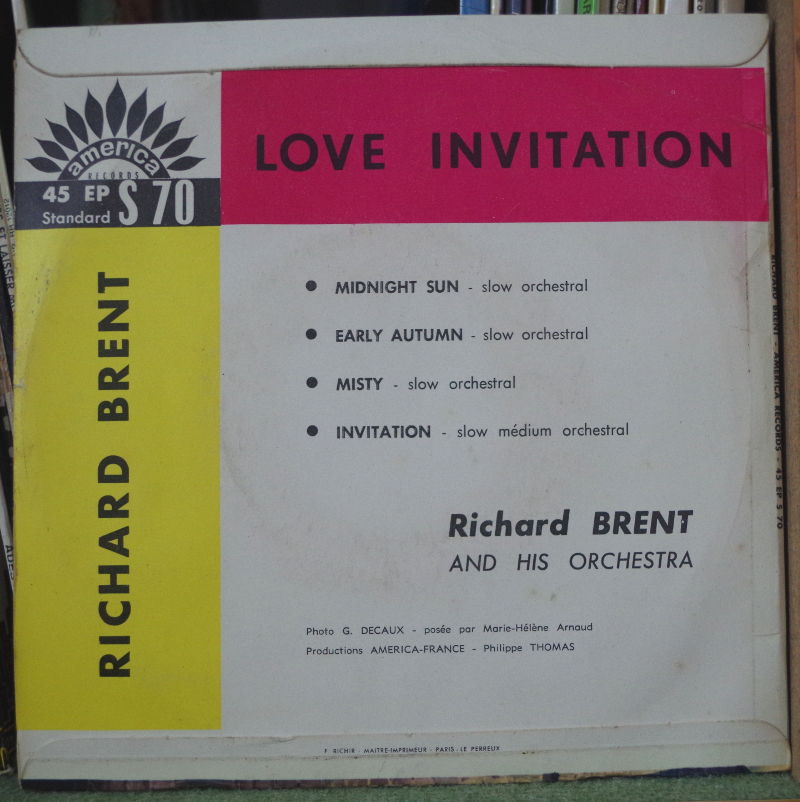 america
RECORDS
45 EP
Standard
S 70
LOVE INVITATION
RICHARD BRENT
• MIDNIGHT SUN - slow orchestral
• EARLY AUTUMN - slow orchestral
• MISTY - slow orchestral
• INVITATION - slow médium orchestral
Richard BRENT
AND HIS ORCHESTRA
Photo G. DECAUX - posée par Marie-Hélène Arnaud
Productions AMERICA-FRANCE - Philippe THOMAS
F. RICHIR - MAITRE-IMPRIMEUR - PARIS - LE PERREUX
RICHARD BRENT - AMERICA RECORDS - 45 EP S 70